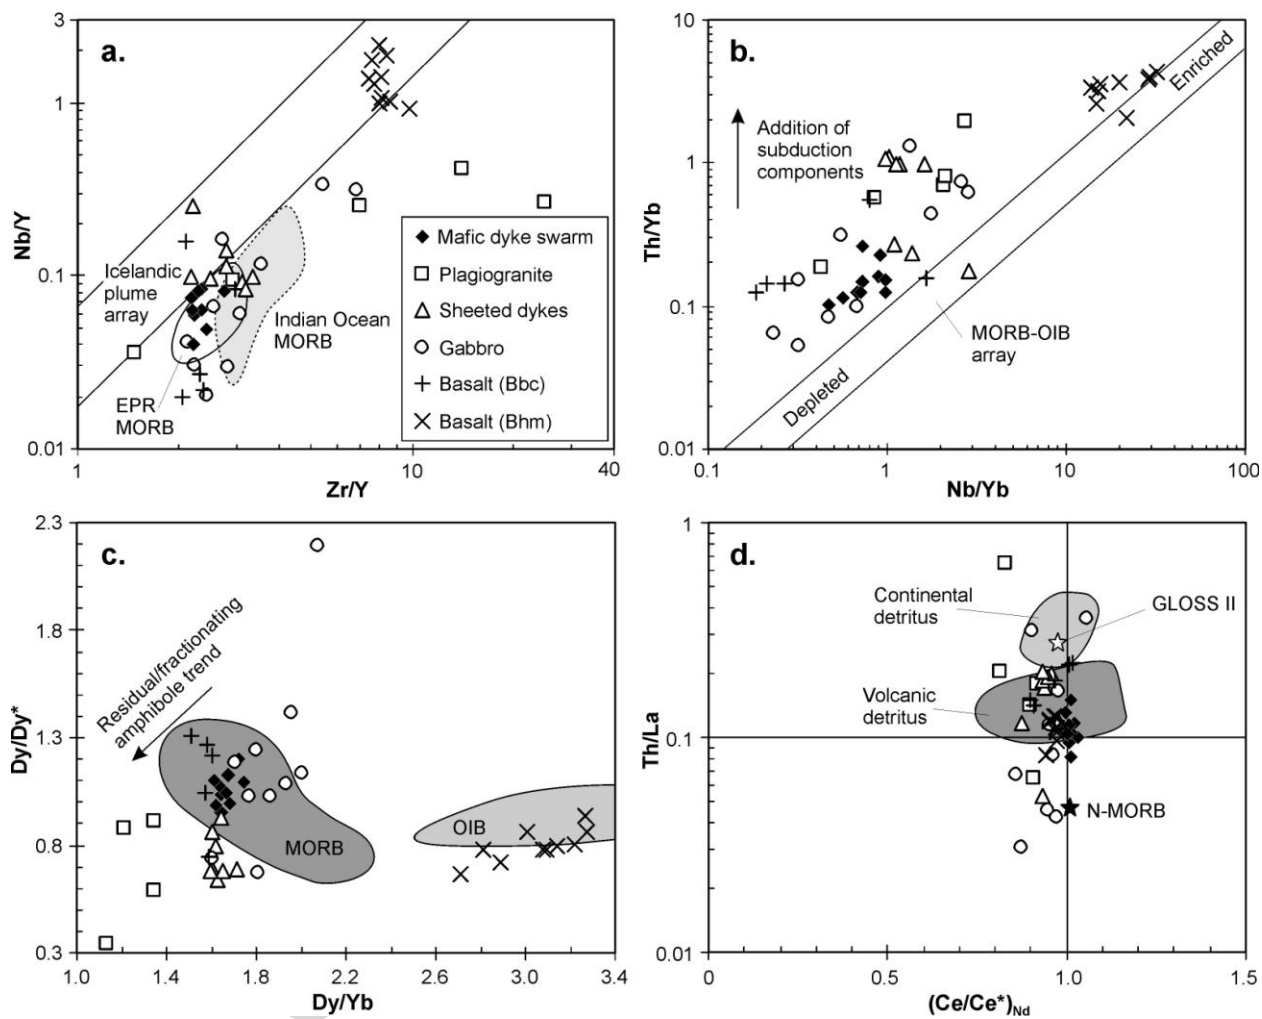 a.
3
1
0.1
0.01
Nb/Y
1
10
40
Zr/Y
Icelandic
plume
array
EPR
MORB
Indian Ocean
MORB
Mafic dyke swarm
Plagiogranite
Sheeted dykes
Gabbro
Basalt (Bbc)
Basalt (Bhm)
b.
10
1
0.1
0.01
Th/Yb
0.1
1
10
100
Nb/Yb
Addition of
subduction
components
Enriched
Depleted
MORB-OIB
array
c.
2.3
1.8
1.3
0.8
0.3
Dy/Dy*
1.0
1.4
1.8
2.2
2.6
3.0
3.4
Dy/Yb
Residual/fractionating
amphibole trend
MORB
OIB
d.
1
0.1
0.01
Th/La
0
0.5
1.0
1.5
(Ce/Ce*)Nd
Continental
detritus
GLOSS II
Volcanic
detritus
N-MORB